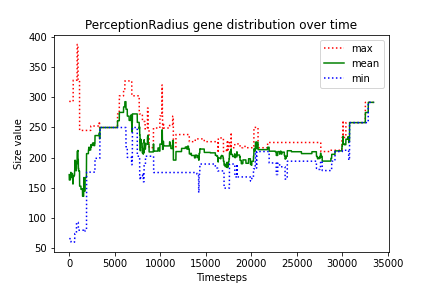 PerceptionRadius gene distribution over time
400
350
300
250
200
150
100
50
Size value
max
mean
min
0
5000
10000
15000
20000
25000
30000
35000
Timesteps